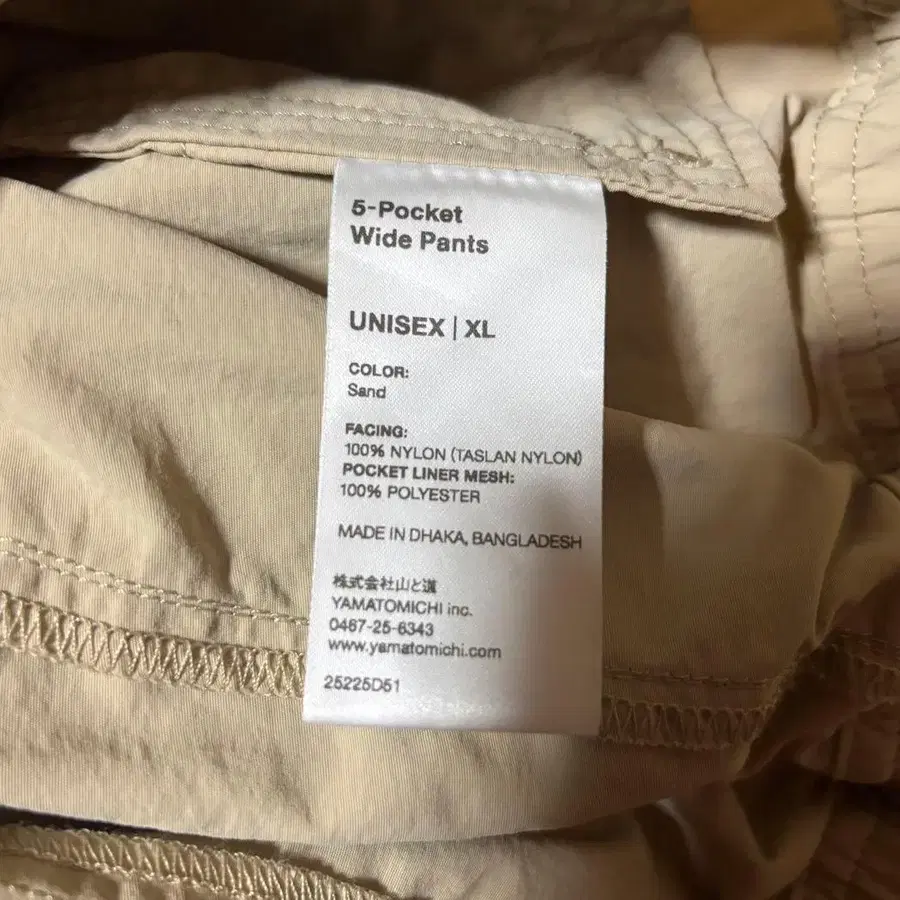 5-Pocket
Wide Pants
UNISEX | XL
COLOR:
Sand
FACING:
100% NYLON (TASLAN NYLON)
POCKET LINER MESH:
100% POLYESTER
MADE IN DHAKA, BANGLADESH
株式会社山と道
YAMATOMICHI inc.
0467-25-6343
www.yamatomichi.com
25225D51